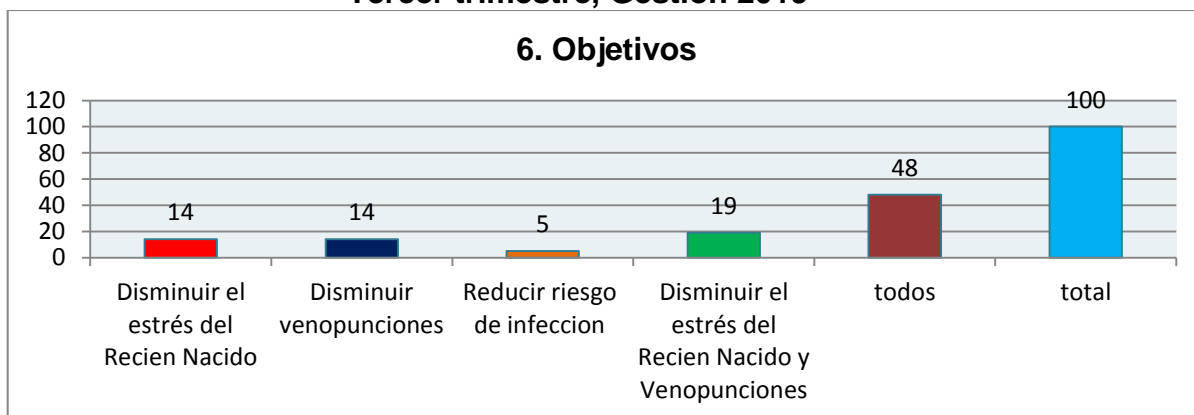 6. Objetivos
120
100
80
60
40
20
0
14
14
5
19
48
100
Disminuir el
estrés del
Recien Nacido
Disminuir
venopunciones
Reducir riesgo
de infeccion
Disminuir el
estrés del
Recien Nacido y
Venopunciones
todos
total